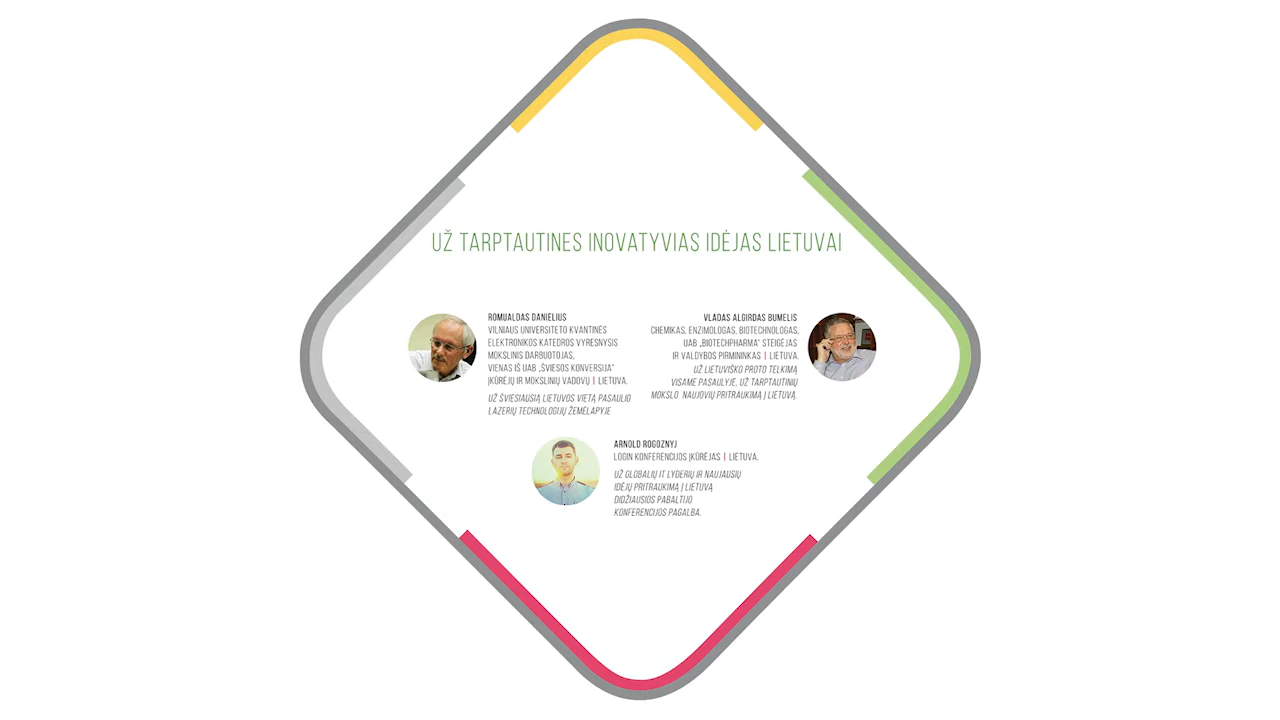 UŽ TARPTAUTINES INOVATYVIAS IDĖJAS LIETUVAI
ROMUALDAS DANIELIUS
VILNIAUS UNIVERSITETO KVANTINĖS
ELEKTRONIKOS KATEDROS VYRESNYSIS
MOKSLINIS DARBUOTOJAS,
VIENAS IŠ UAB „ŠVIESOS KONVERSIJA“
ĮKŪRĖJŲ IR MOKSLINIŲ VADOVŲ | LIETUVA.
UŽ ŠVIESIAUSIĄ LIETUVOS VIETĄ PASAULIO
LAZERIŲ TECHNOLOGIJŲ ŽEMĖLAPYJE
VLADAS ALGIRDAS BUMELIS
CHEMIKAS, ENZIMOLOGAS, BIOTECHNOLOGAS,
UAB „BIOTECHPHARMA“ STEIGĖJAS
IR VALDYBOS PIRMININKAS | LIETUVA.
UŽ LIETUVIŠKO PROTO TELKIMĄ
VISAME PASAULYJE, UŽ TARPTAUTINIŲ
MOKSLO NAUJOVIŲ PRITRAUKIMĄ Į LIETUVĄ.
ARNOLD ROGOZNYJ
LOGIN KONFERENCIJOS ĮKŪRĖJAS | LIETUVA.
UŽ GLOBALIŲ IT LYDERIŲ IR NAUJAUSIŲ
IDĖJŲ PRITRAUKIMĄ Į LIETUVĄ
DIDŽIAUSIOS PABALTIJO
KONFERENCIJOS PAGALBA.